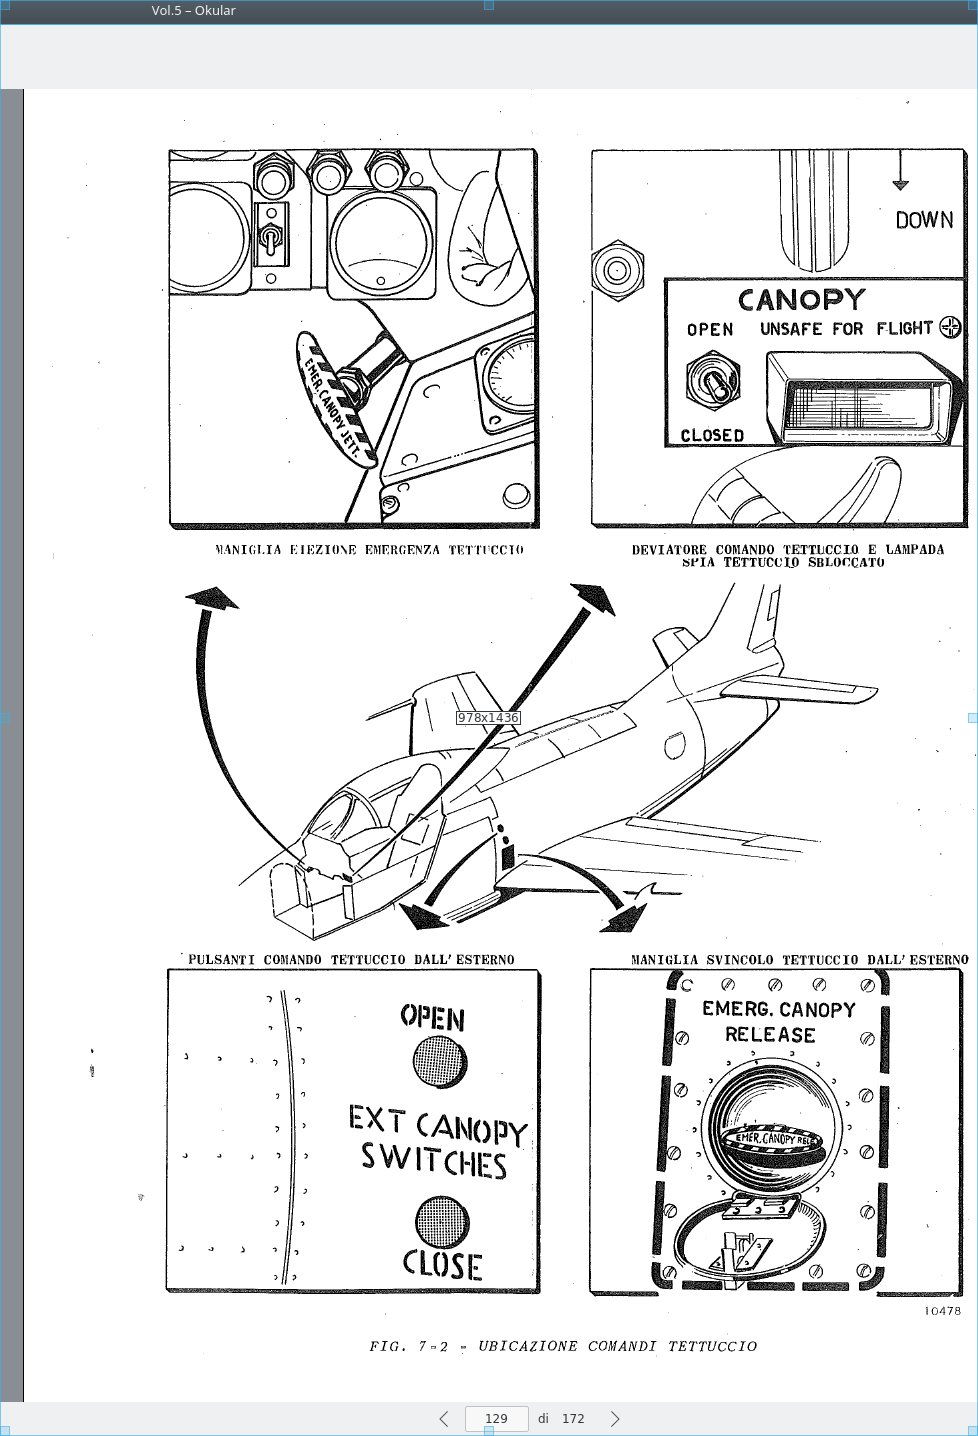 Vol.5 – Okular
DOWN
CANOPY
OPEN UNSAFE FOR FLIGHT
CLOSED
EMER. CANOPY JETT.
MANIGLIA EIEZIONE EMERGENZA TETTUCCIO
DEVIATORE COMANDO TETTUCCIO E LAMPADA
SPIA TETTUCCIO SBLOCCATO
978x1436
PULSANTI COMANDO TETTUCCIO DALL'ESTERNO
MANIGLIA SVINCOLO TETTUCCIO DALL'ESTERNO
OPEN
EXT CANOPY
SWITCHES
CLOSE
EMERG. CANOPY
RELEASE
EMER. CANOPY RELE
10478
FIG. 7-2 - UBICAZIONE COMANDI TETTUCCIO
129 di 172